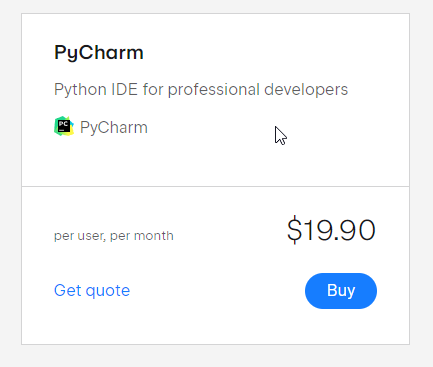 PyCharm
Python IDE for professional developers
PC PyCharm
per user, per month $19.90
Get quote Buy